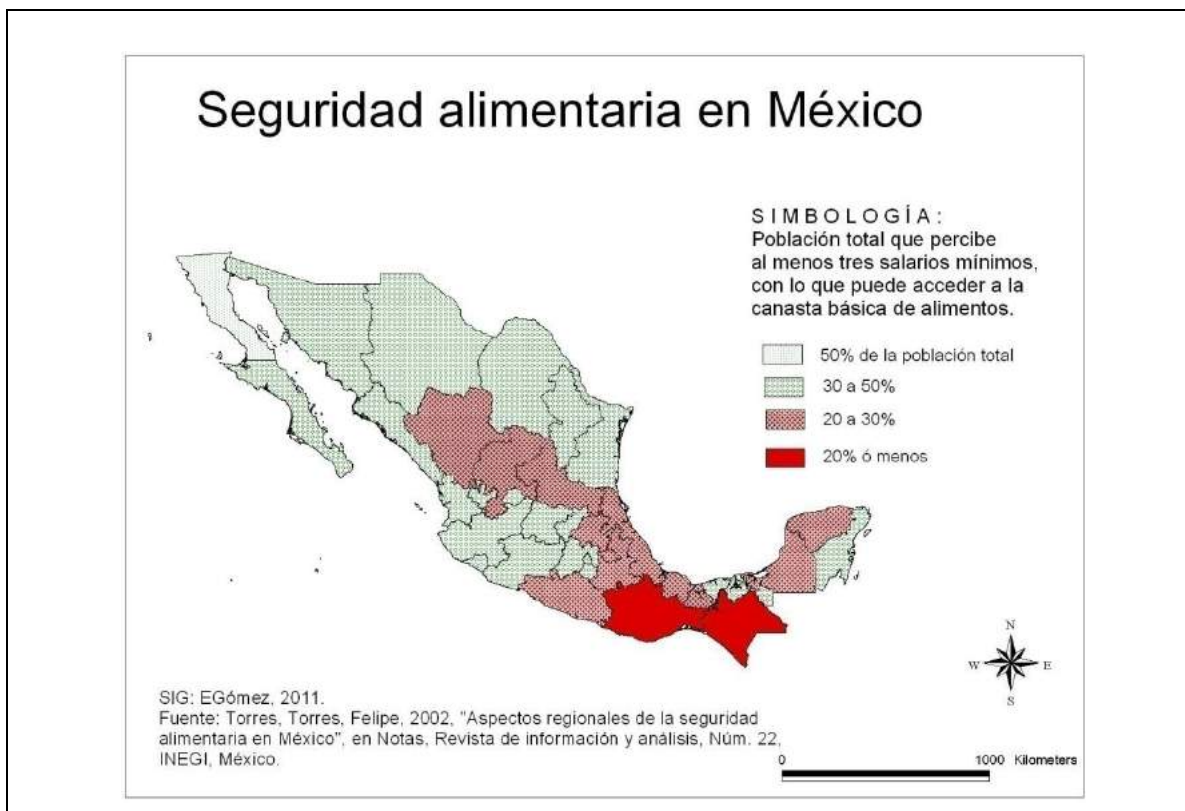 Seguridad alimentaria en México
SIMBOLOGÍA:
Población total que percibe
al menos tres salarios mínimos,
con lo que puede acceder a la
canasta básica de alimentos.
50% de la población total
30 a 50%
20 a 30%
20% ó menos
N
W E
S
SIG: EGómez, 2011.
Fuente: Torres, Torres, Felipe, 2002, "Aspectos regionales de la seguridad
alimentaria en México", en Notas, Revista de información y análisis, Núm. 22,
INEGI, México.
0 1000 Kilometers